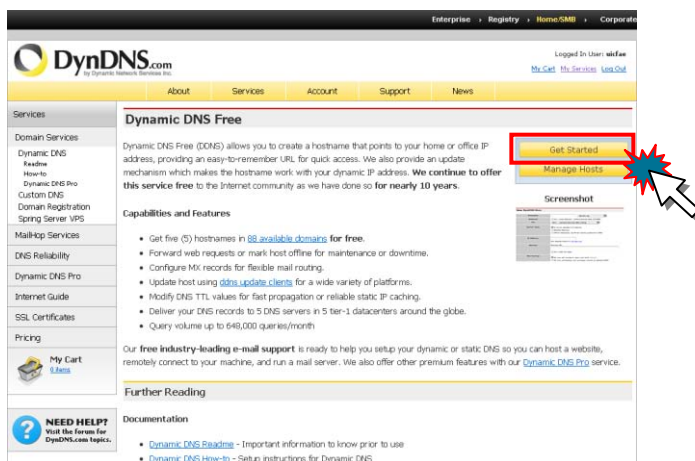 Enterprise › Registry › Home/SMB › Corporate
DynDNS.com
by Dynamic Network Services Inc.
Logged In User: uicfae
My Cart My Services Log Out
About Services Account Support News
Services
Domain Services
Dynamic DNS
Readme
How-to
Dynamic DNS Pro
Custom DNS
Domain Registration
Spring Server VPS
MailHop Services
DNS Reliability
Dynamic DNS Pro
Internet Guide
SSL Certificates
Pricing
My Cart
0 items
NEED HELP?
Visit the forum for
DynDNS.com topics.
Dynamic DNS Free
Dynamic DNS Free (DDNS) allows you to create a hostname that points to your home or office IP
address, providing an easy-to-remember URL for quick access. We also provide an update
mechanism which makes the hostname work with your dynamic IP address. We continue to offer
this service free to the Internet community as we have done so for nearly 10 years.
Capabilities and Features
• Get five (5) hostnames in 88 available domains for free.
• Forward web requests or mark host offline for maintenance or downtime.
• Configure MX records for flexible mail routing.
• Update host using ddns update clients for a wide variety of platforms.
• Modify DNS TTL values for fast propagation or reliable static IP caching.
• Deliver your DNS records to 5 DNS servers in 5 tier-1 datacenters around the globe.
• Query volume up to 648,000 queries/month
Get Started
Manage Hosts
Screenshot
Our free industry-leading e-mail support is ready to help you setup your dynamic or static DNS so you can host a website,
remotely connect to your machine, and run a mail server. We also offer other premium features with our Dynamic DNS Pro service.
Further Reading
Documentation
• Dynamic DNS Readme - Important information to know prior to use
• Dynamic DNS How-to - Setup instructions for Dynamic DNS